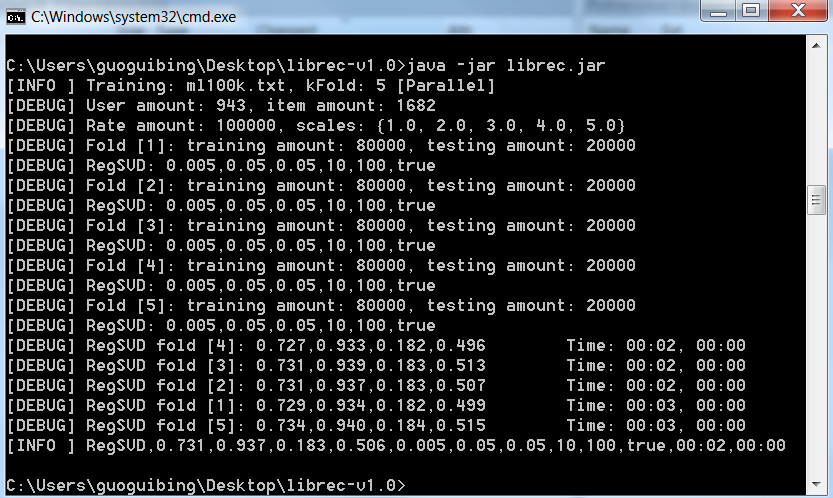 C:\Windows\system32\cmd.exe
C:\Users\guoguibing\Desktop\librec-v1.0>java -jar librec.jar
[INFO ] Training: ml100k.txt, kFold: 5 [Parallel]
[DEBUG] User amount: 943, item amount: 1682
[DEBUG] Rate amount: 100000, scales: {1.0, 2.0, 3.0, 4.0, 5.0}
[DEBUG] Fold [1]: training amount: 80000, testing amount: 20000
[DEBUG] RegSVD: 0.005,0.05,0.05,10,100,true
[DEBUG] Fold [2]: training amount: 80000, testing amount: 20000
[DEBUG] RegSVD: 0.005,0.05,0.05,10,100,true
[DEBUG] Fold [3]: training amount: 80000, testing amount: 20000
[DEBUG] RegSVD: 0.005,0.05,0.05,10,100,true
[DEBUG] Fold [4]: training amount: 80000, testing amount: 20000
[DEBUG] RegSVD: 0.005,0.05,0.05,10,100,true
[DEBUG] Fold [5]: training amount: 80000, testing amount: 20000
[DEBUG] RegSVD: 0.005,0.05,0.05,10,100,true
[DEBUG] RegSVD fold [4]: 0.727,0.933,0.182,0.496 Time: 00:02, 00:00
[DEBUG] RegSVD fold [3]: 0.731,0.939,0.183,0.513 Time: 00:02, 00:00
[DEBUG] RegSVD fold [2]: 0.731,0.937,0.183,0.507 Time: 00:02, 00:00
[DEBUG] RegSVD fold [1]: 0.729,0.934,0.182,0.499 Time: 00:03, 00:00
[DEBUG] RegSVD fold [5]: 0.734,0.940,0.184,0.515 Time: 00:03, 00:00
[INFO ] RegSVD,0.731,0.937,0.183,0.506,0.005,0.05,0.05,10,100,true,00:02,00:00
C:\Users\guoguibing\Desktop\librec-v1.0>